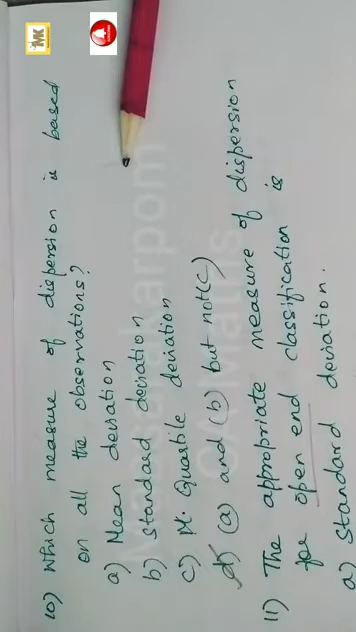 10) Which measure of dispersion is based
on all the observations?
a) Mean deviation
b) Standard deviation
c) Quartile deviation
d) (a) and (b) but not (c)
11) The appropriate measure of dispersion
for open end classification is
a) Standard deviation.
MK